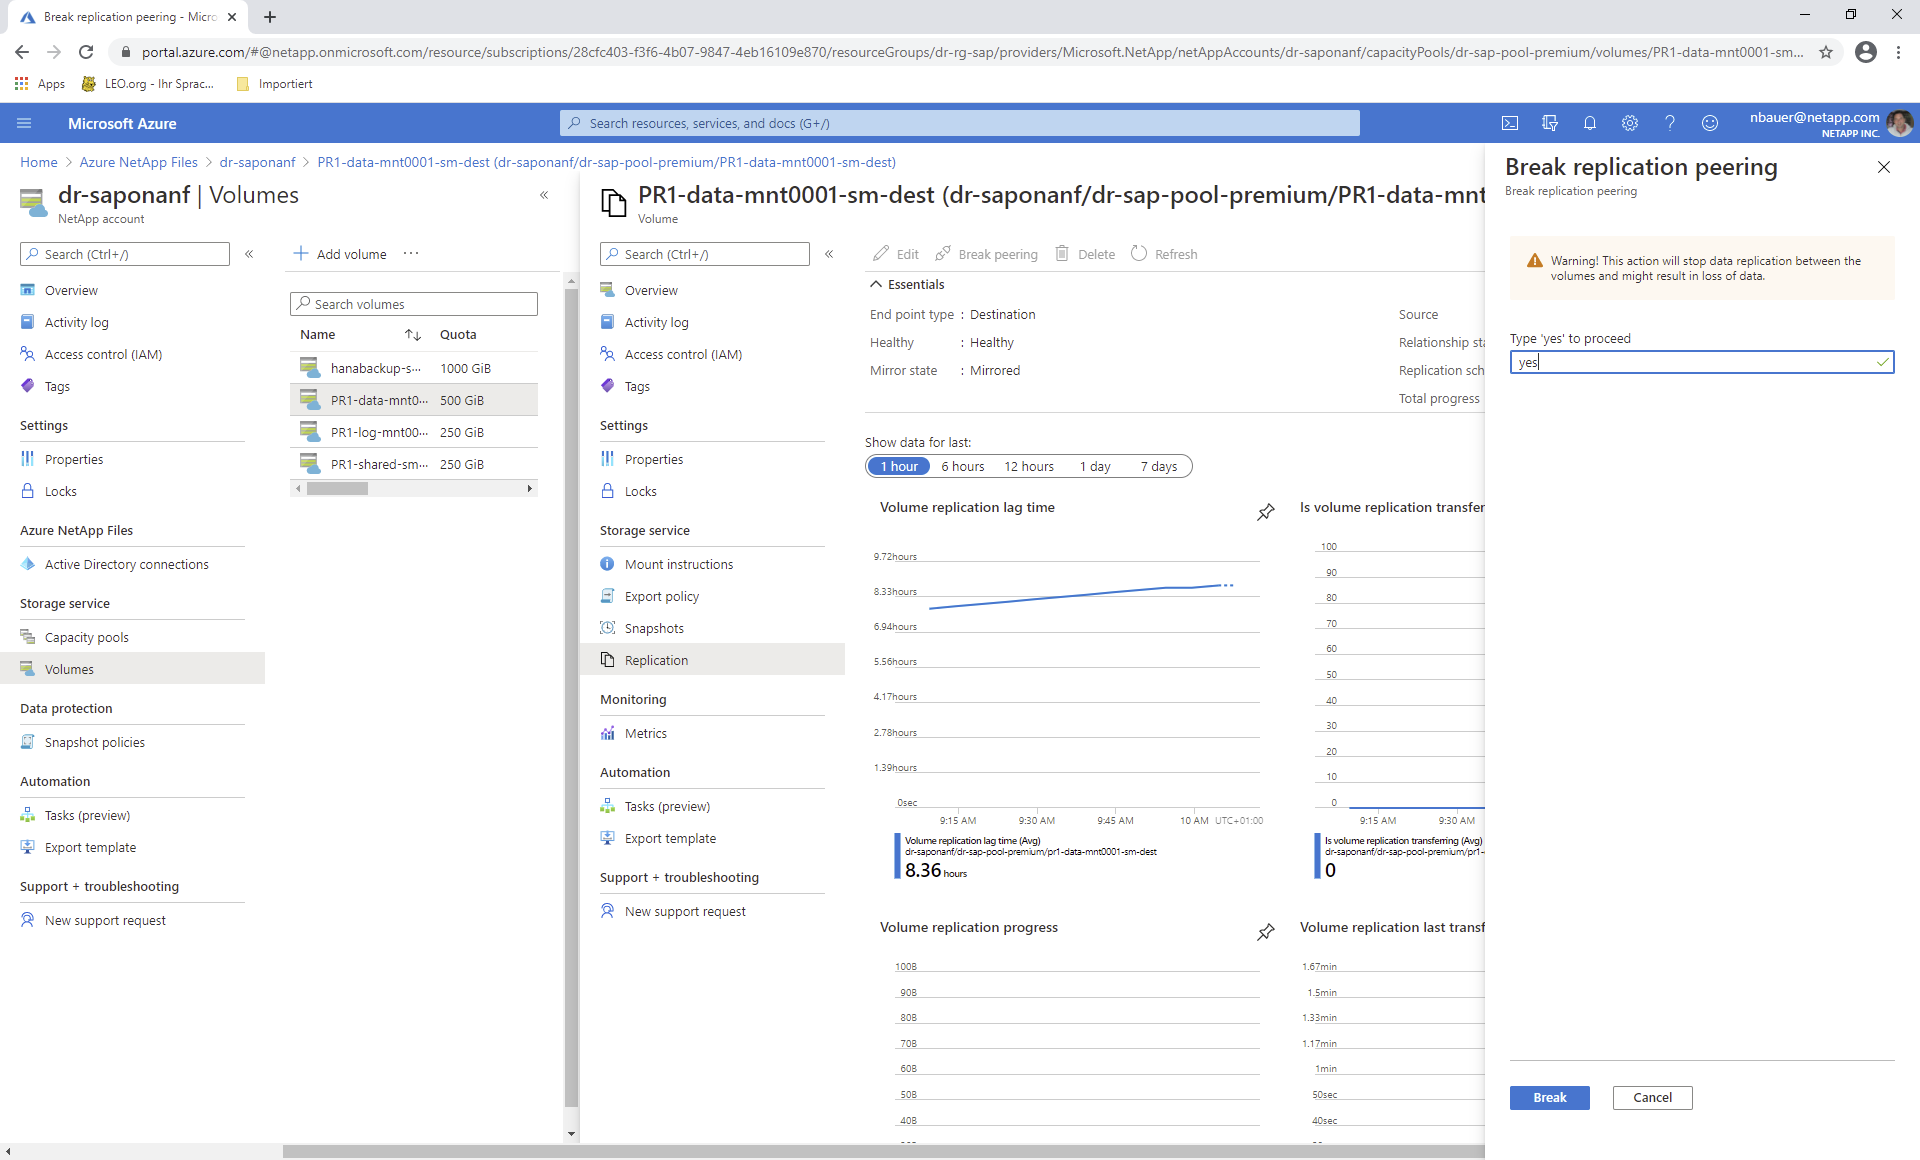 Break replication peering - Micro
portal.azure.com/#@netapp.onmicrosoft.com/resource/subscriptions/28cfc403-f3f6-4b07-9847-4eb16109e870/resourceGroups/dr-rg-sap/providers/Microsoft.NetApp/netAppAccounts/dr-saponanf/capacityPools/dr-sap-pool-premium/volumes/PR1-data-mnt0001-sm...
Apps
LEO.org - Ihr Sprac...
Importiert
Microsoft Azure
Search resources, services, and docs (G+/)
nbauer@netapp.com
NETAPP INC.
Home > Azure NetApp Files > dr-saponanf > PR1-data-mnt0001-sm-dest (dr-saponanf/dr-sap-pool-premium/PR1-data-mnt0001-sm-dest)
dr-saponanf | Volumes
NetApp account
Search (Ctrl+/)
Overview
Activity log
Access control (IAM)
Tags
Settings
Properties
Locks
Azure NetApp Files
Active Directory connections
Storage service
Capacity pools
Volumes
Data protection
Snapshot policies
Automation
Tasks (preview)
Export template
Support + troubleshooting
New support request
Add volume ...
Search volumes
Name Quota
hanabackup-s... 1000 GiB
PR1-data-mnt0... 500 GiB
PR1-log-mnt00... 250 GiB
PR1-shared-sm... 250 GiB
PR1-data-mnt0001-sm-dest (dr-saponanf/dr-sap-pool-premium/PR1-data-mnt
Volume
Search (Ctrl+/)
Overview
Activity log
Access control (IAM)
Tags
Settings
Properties
Locks
Storage service
Mount instructions
Export policy
Snapshots
Replication
Monitoring
Metrics
Automation
Tasks (preview)
Export template
Support + troubleshooting
New support request
Edit Break peering Delete Refresh
Essentials
End point type : Destination
Healthy : Healthy
Mirror state : Mirrored
Source
Relationship sta
Replication sch
Total progress
Show data for last:
1 hour 6 hours 12 hours 1 day 7 days
Volume replication lag time
9.72hours
8.33hours
6.94hours
5.56hours
4.17hours
2.78hours
1.39hours
0sec
9:15 AM 9:30 AM 9:45 AM 10 AM UTC+01:00
Volume replication lag time (Avg)
dr-saponanf/dr-sap-pool-premium/pr1-data-mnt0001-sm-dest
8.36 hours
Is volume replication transfer
100
90
80
70
60
50
40
30
20
10
0
9:15 AM 9:30 AM
Is volume replication transferring (Avg)
dr-saponanf/dr-sap-pool-premium/pr1-
0
Volume replication progress
100B
90B
80B
70B
60B
50B
40B
Volume replication last transf
1.67min
1.5min
1.33min
1.17min
1min
50sec
40sec
Break replication peering
Break replication peering
Warning! This action will stop data replication between the
volumes and might result in loss of data.
Type 'yes' to proceed
yes
Break Cancel